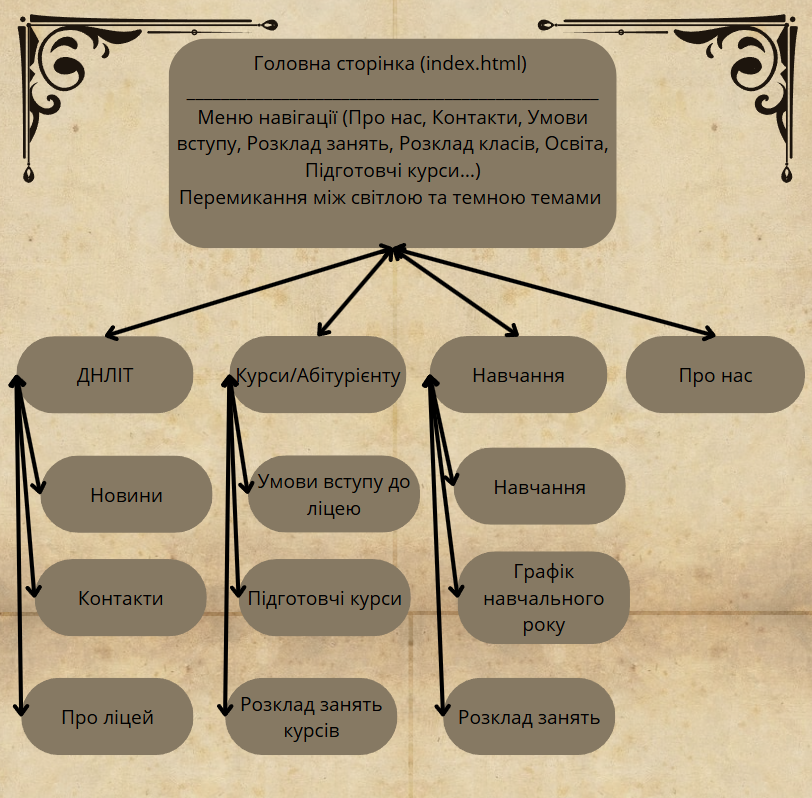 Головна сторінка (index.html)
Меню навігації (Про нас, Контакти, Умови
вступу, Розклад занять, Розклад класів, Освіта,
Підготовчі курси...)
Перемикання між світлою та темною темами
ДНЛІТ
Курси/Абітурієнту
Навчання
Про нас
Новини
Умови вступу до
ліцею
Навчання
Контакти
Підготовчі курси
Графік
навчального
року
Про ліцей
Розклад занять
курсів
Розклад занять